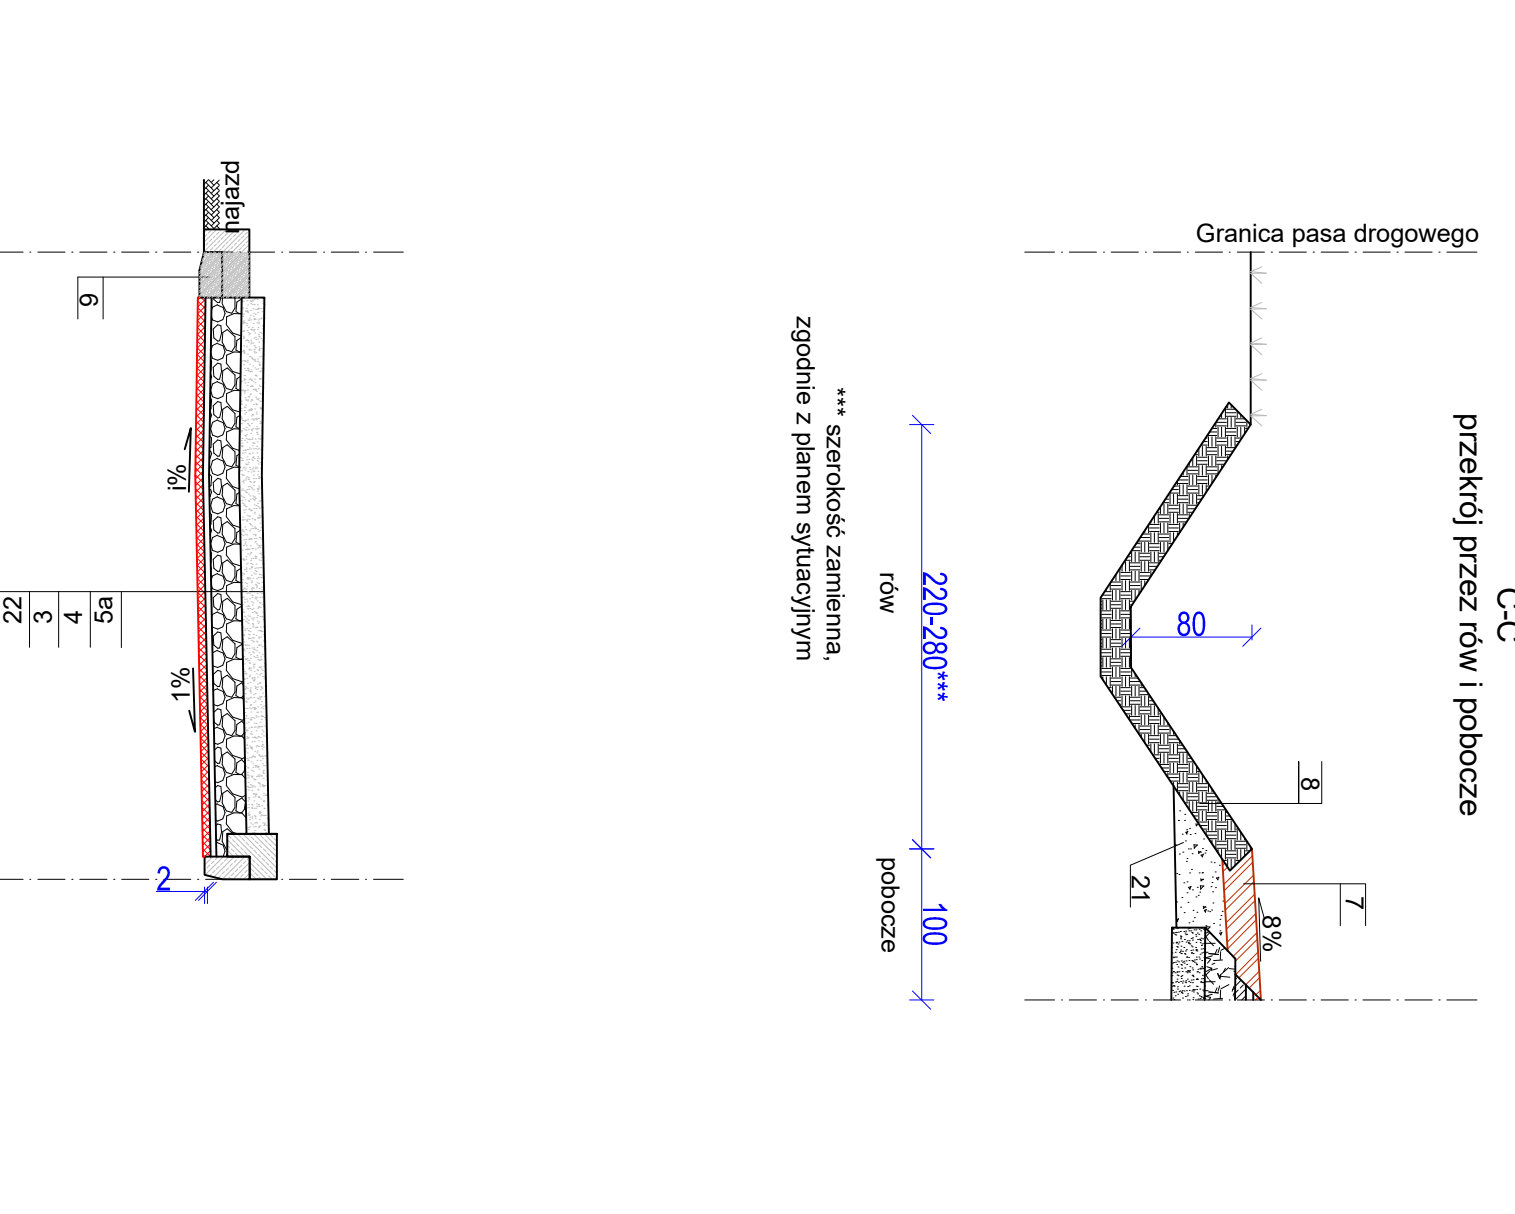 C-C
przekrój przez rów i pobocze
Granica pasa drogowego
8
7
8%
21
80
220-280***
100
rów
pobocze
*** szerokość zamienna,
zgodnie z planem sytuacyjnym
najazd
9
i%
1%
2
5a
4
3
22